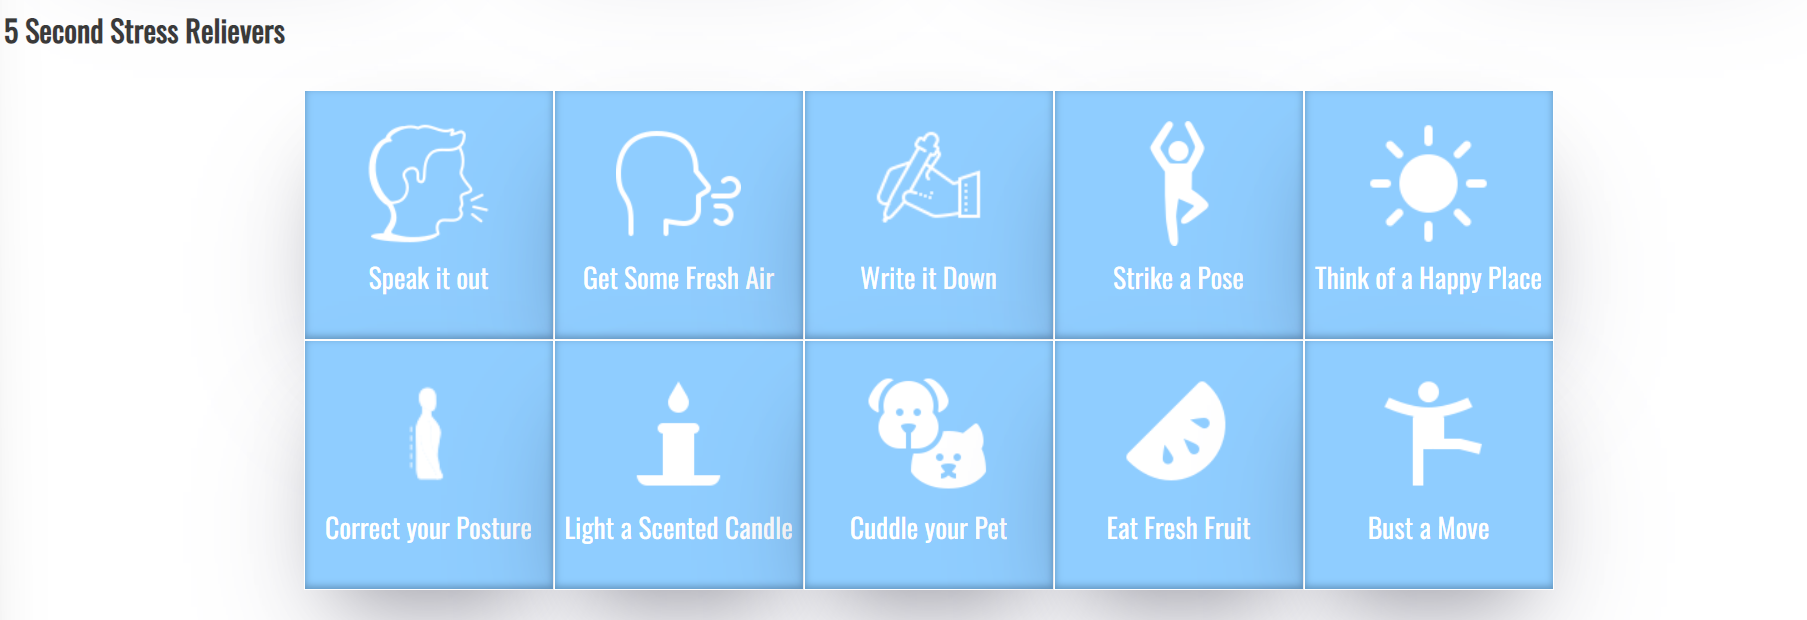 5 Second Stress Relievers
Speak it out
Get Some Fresh Air
Write it Down
Strike a Pose
Think of a Happy Place
Correct your Posture
Light a Scented Candle
Cuddle your Pet
Eat Fresh Fruit
Bust a Move